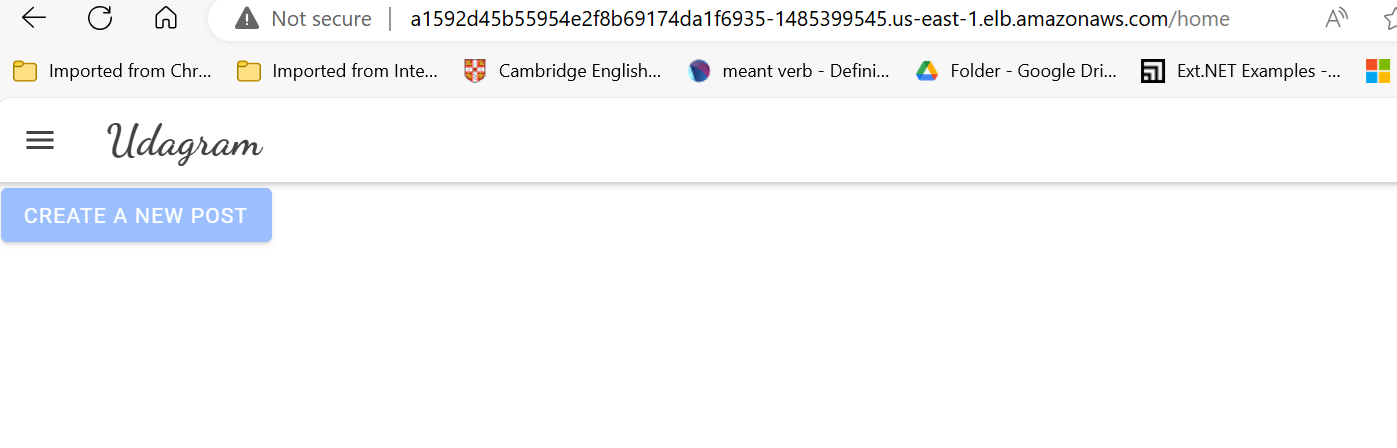 Not secure | a1592d45b55954e2f8b69174da1f6935-1485399545.us-east-1.elb.amazonaws.com/home A
Imported from Chr... Imported from Inte... Cambridge English... meant verb - Defini... Folder - Google Dri... Ext.NET Examples -...
Udagram
CREATE A NEW POST